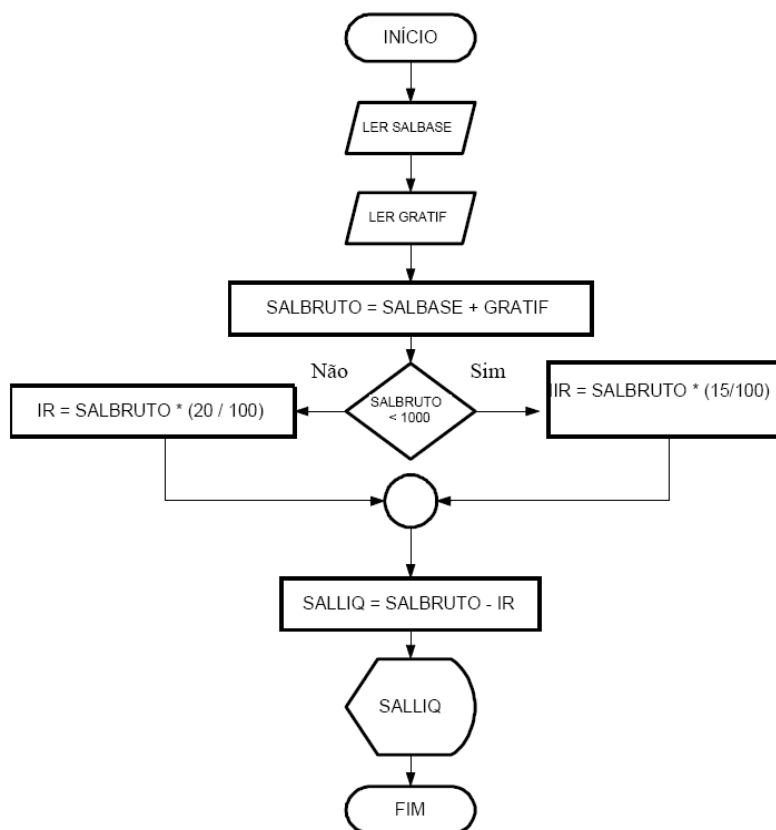 INÍCIO
LER SALBASE
LER GRATIF
SALBRUTO = SALBASE + GRATIF
Não
Sim
IR = SALBRUTO * (20 / 100)
SALBRUTO
< 1000
IIR = SALBRUTO * (15/100)
SALLIQ = SALBRUTO - IR
SALLIQ
FIM